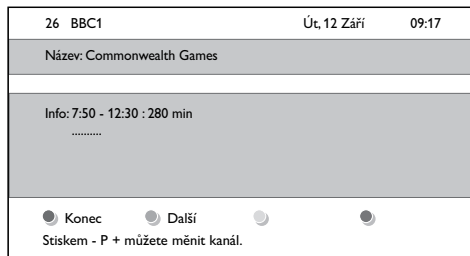 26 BBC1 Út, 12 Září 09:17
Název: Commonwealth Games
Info: 7:50 - 12:30 : 280 min
..........
Konec Další
Stiskem - P + můžete měnit kanál.